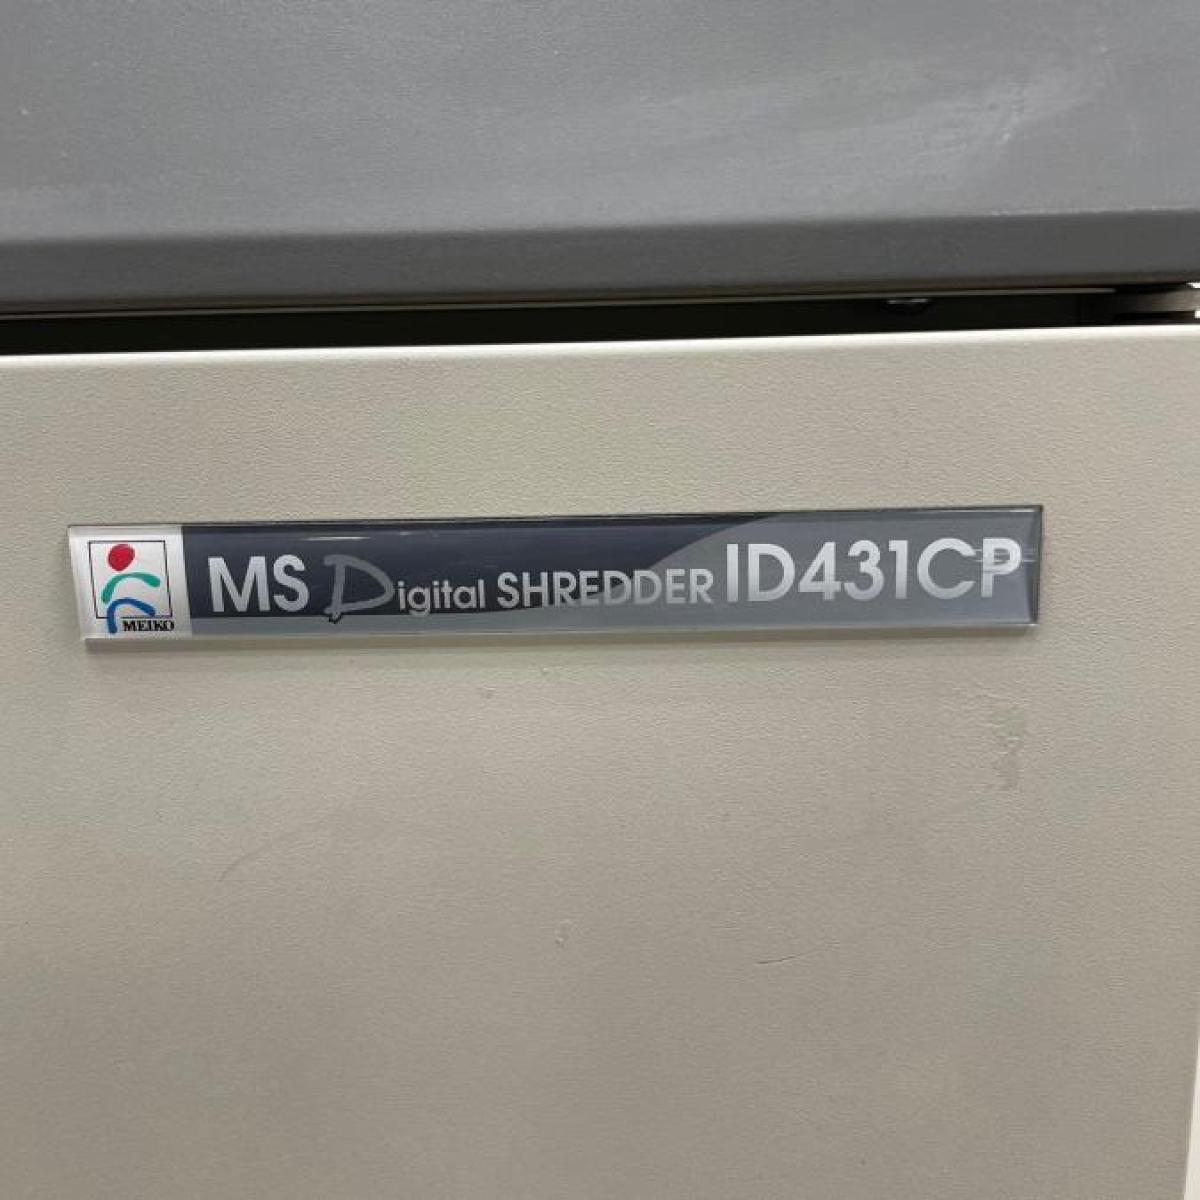 MEIKO
MS Digital SHREDDER ID431CP